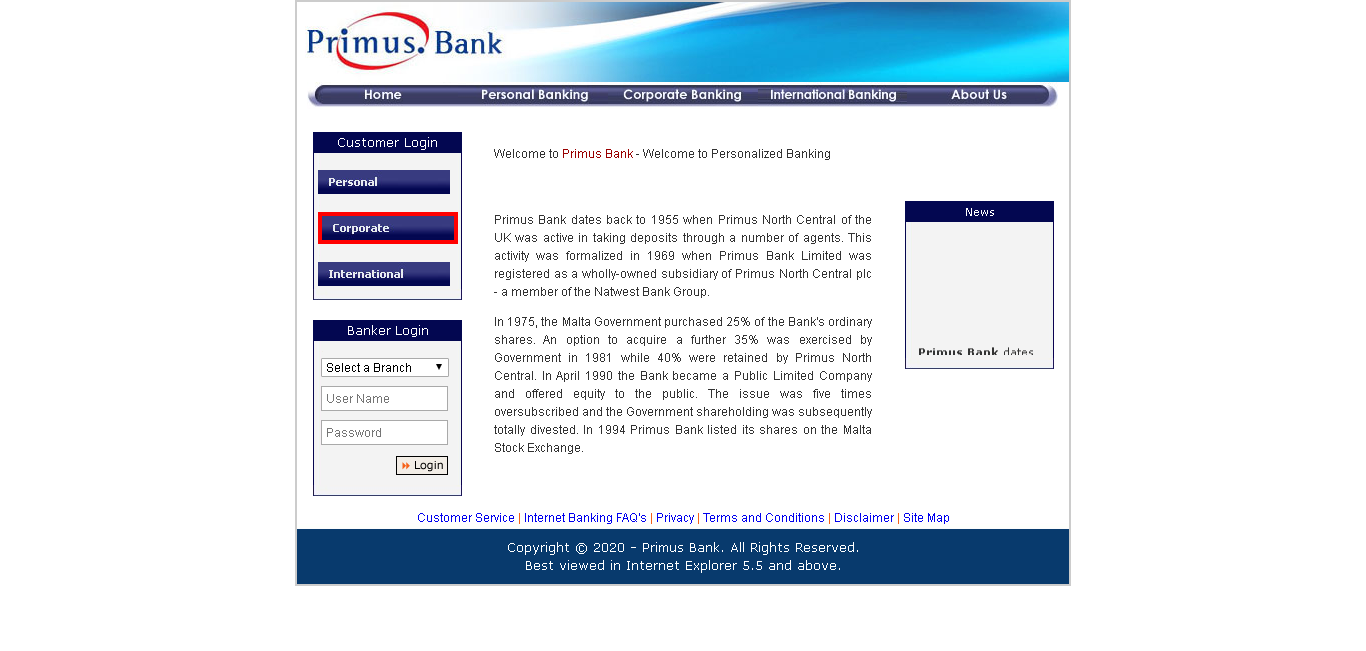 Primus. Bank
Home Personal Banking Corporate Banking International Banking About Us
Customer Login
Personal
Corporate
International
Banker Login
Select a Branch
User Name
Password
Login
Welcome to Primus Bank - Welcome to Personalized Banking
Primus Bank dates back to 1955 when Primus North Central of the
UK was active in taking deposits through a number of agents. This
activity was formalized in 1969 when Primus Bank Limited was
registered as a wholly-owned subsidiary of Primus North Central plc
- a member of the Natwest Bank Group.
In 1975, the Malta Government purchased 25% of the Bank's ordinary
shares. An option to acquire a further 35% was exercised by
Government in 1981 while 40% were retained by Primus North
Central. In April 1990 the Bank became a Public Limited Company
and offered equity to the public. The issue was five times
oversubscribed and the Government shareholding was subsequently
totally divested. In 1994 Primus Bank listed its shares on the Malta
Stock Exchange.
News
Primus Bank dates
Customer Service | Internet Banking FAQ's | Privacy | Terms and Conditions | Disclaimer | Site Map
Copyright © 2020 - Primus Bank. All Rights Reserved.
Best viewed in Internet Explorer 5.5 and above.